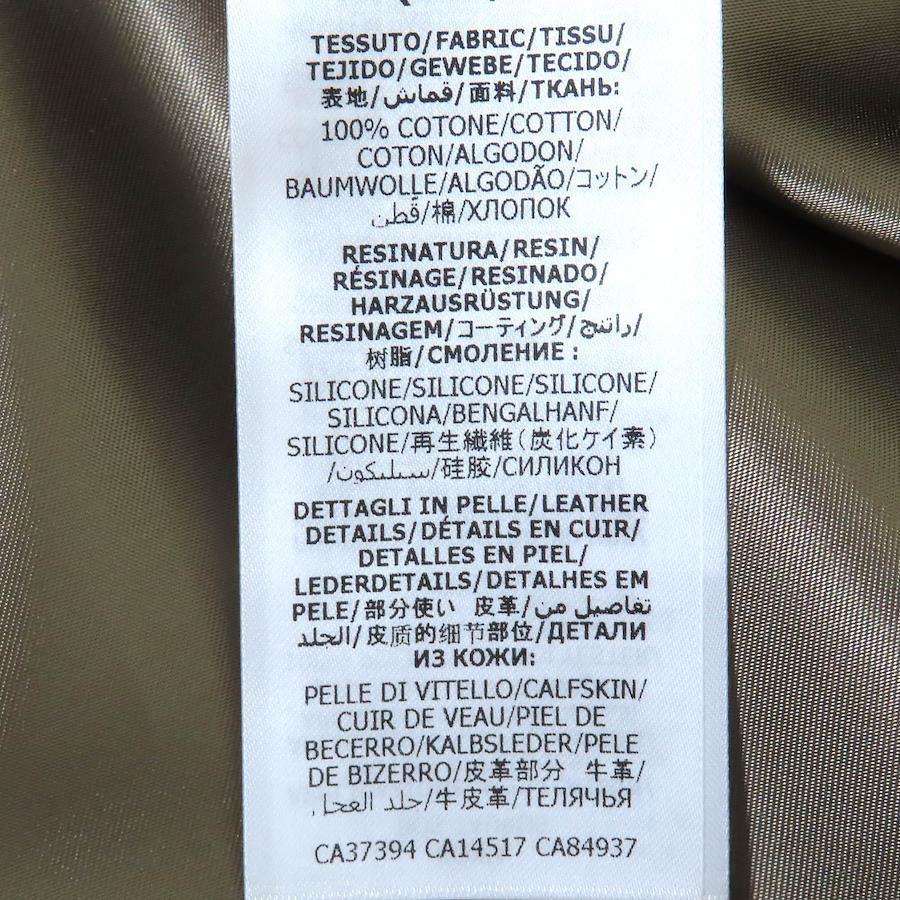 TESSUTO/FABRIC/TISSU/
TEJIDO/GEWEBE/TECIDO/
表地/قماش/面料/ТКАНЬ:
100% COTONE/COTTON/
COTON/ALGODON/
BAUMWOLLE/ALGODÃO/コットン/
قطن/棉/ХЛОПОК
RESINATURA/RESIN/
RÉSINAGE/RESINADO/
HARZAUSRÜSTUNG/
RESINAGEM/コーティング/راتنج/
树脂/СМОЛЕНИЕ :
SILICONE/SILICONE/SILICONE/
SILICONA/BENGALHANF/
SILICONE/再生繊維(炭化ケイ素)
/سيليكون/硅胶/СИЛИКОН
DETTAGLI IN PELLE/LEATHER
DETAILS/DÉTAILS EN CUIR/
DETALLES EN PIEL/
LEDERDETAILS/DETALHES EM
PELE/部分使い 皮革/تفاصيل من
الجلد/皮质的细节部位/ДЕТАЛИ
ИЗ КОЖИ:
PELLE DI VITELLO/CALFSKIN/
CUIR DE VEAU/PIEL DE
BECERRO/KALBSLEDER/PELE
DE BIZERRO/皮革部分 牛革/
جلد العجل/牛皮革/ТЕЛЯЧЬЯ
CA37394 CA14517 CA84937